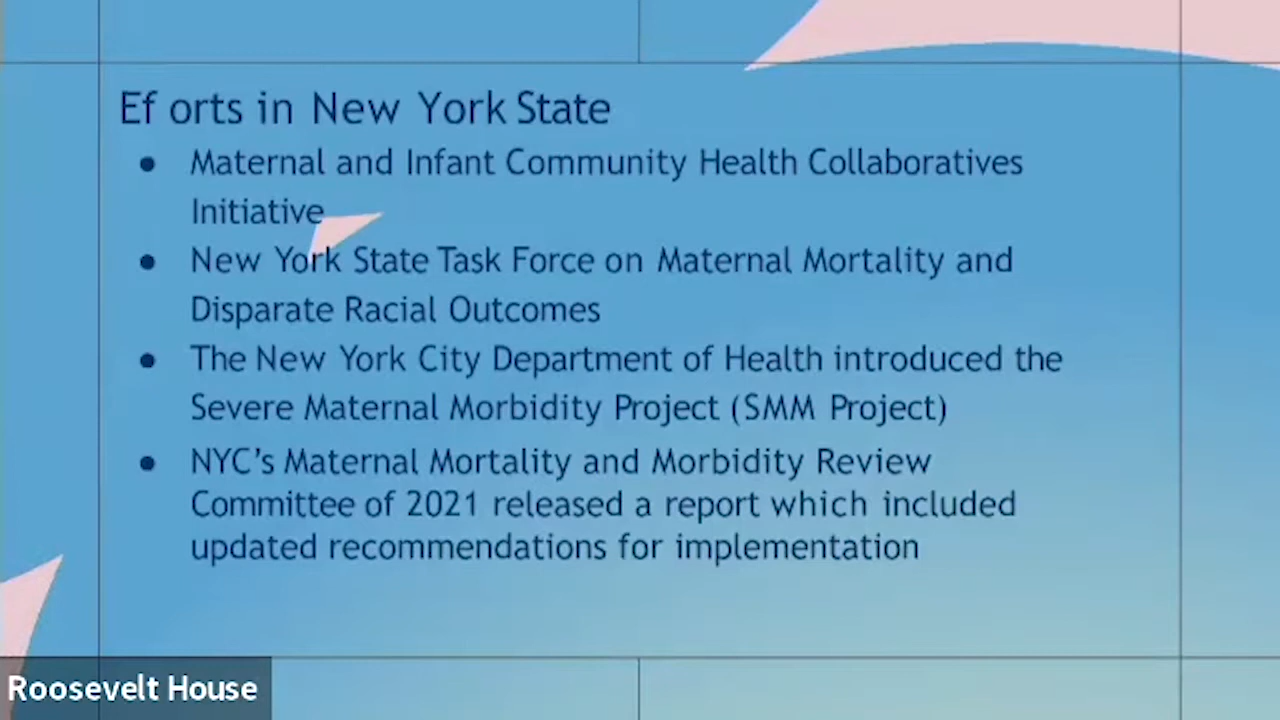 Ef orts in New York State
● Maternal and Infant Community Health Collaboratives
Initiative
● New York State Task Force on Maternal Mortality and
Disparate Racial Outcomes
● The New York City Department of Health introduced the
Severe Maternal Morbidity Project (SMM Project)
● NYC's Maternal Mortality and Morbidity Review
Committee of 2021 released a report which included
updated recommendations for implementation
Roosevelt House